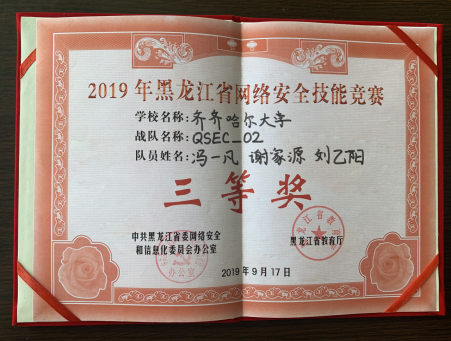 2019年黑龙江省网络安全技能竞赛
学校名称:齐齐哈尔大学
战队名称:QSEC_02
队员姓名:冯一凡 谢家源 刘乙阳
三等奖
中共黑龙江省委网络安全
和信息化委员会办公室
黑龙江省教育厅
2019年9月17日